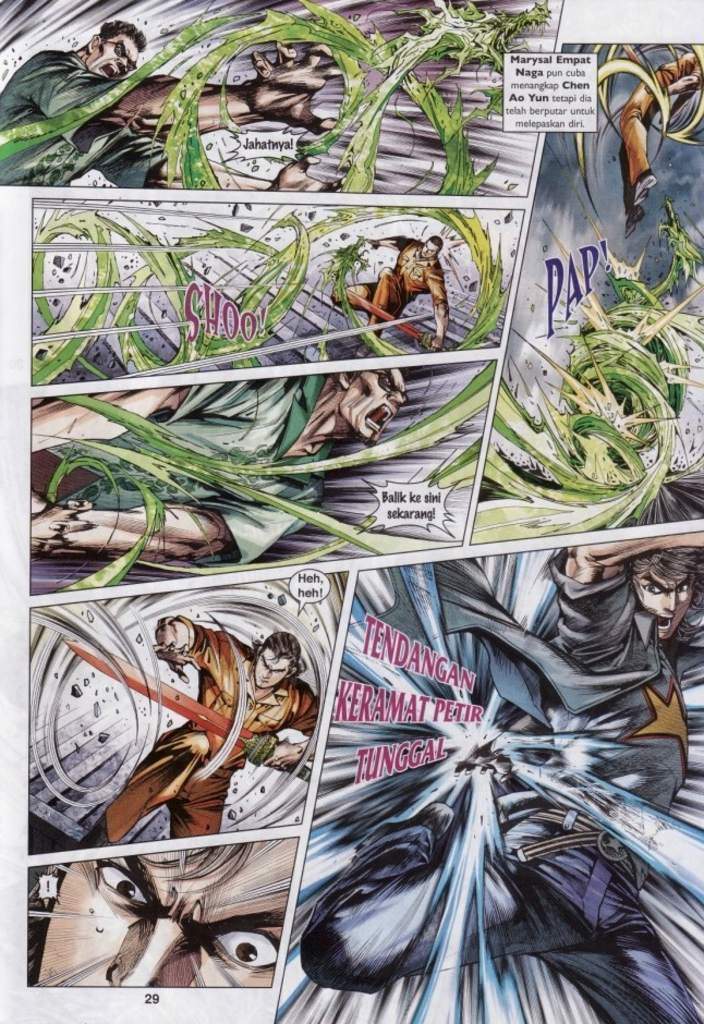 Marysal Empat
Naga pun cuba
menangkap Chen
Ao Yun tetapi dia
telah berputar untuk
melepaskan diri.
Jahatnya!
PAP!
SHOO!
Balik ke sini
sekarang!
Heh,
heh!
TENDANGAN
KERAMAT PETIR
TUNGGAL
!
29